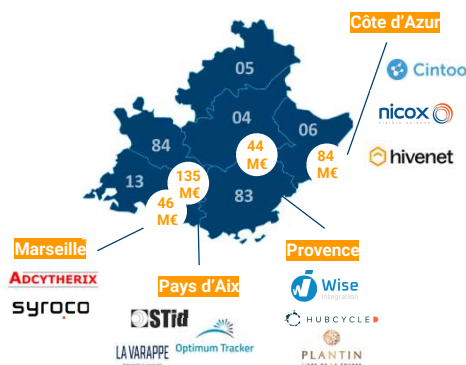 Côte d'Azur
05
Cintoo
nicox
04
06
hivenet
84
44
M€
84
M€
13
135
M€
83
46
M€
Marseille
Provence
ADCYTHERIX
Pays d'Aix
Wise
integration
syroco
STid
HUBCYCLED
LA VARAPPE
Optimum Tracker
PLANTIN